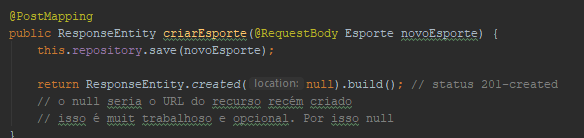 @PostMapping
public ResponseEntity criarEsporte(@RequestBody Esporte novoEsporte) {
this.repository.save(novoEsporte);
return ResponseEntity.created( location: null).build(); // status 201-created
// o null seria o URL do recurso recém criado
// isso é muit trabalhoso e opcional. Por isso null
}